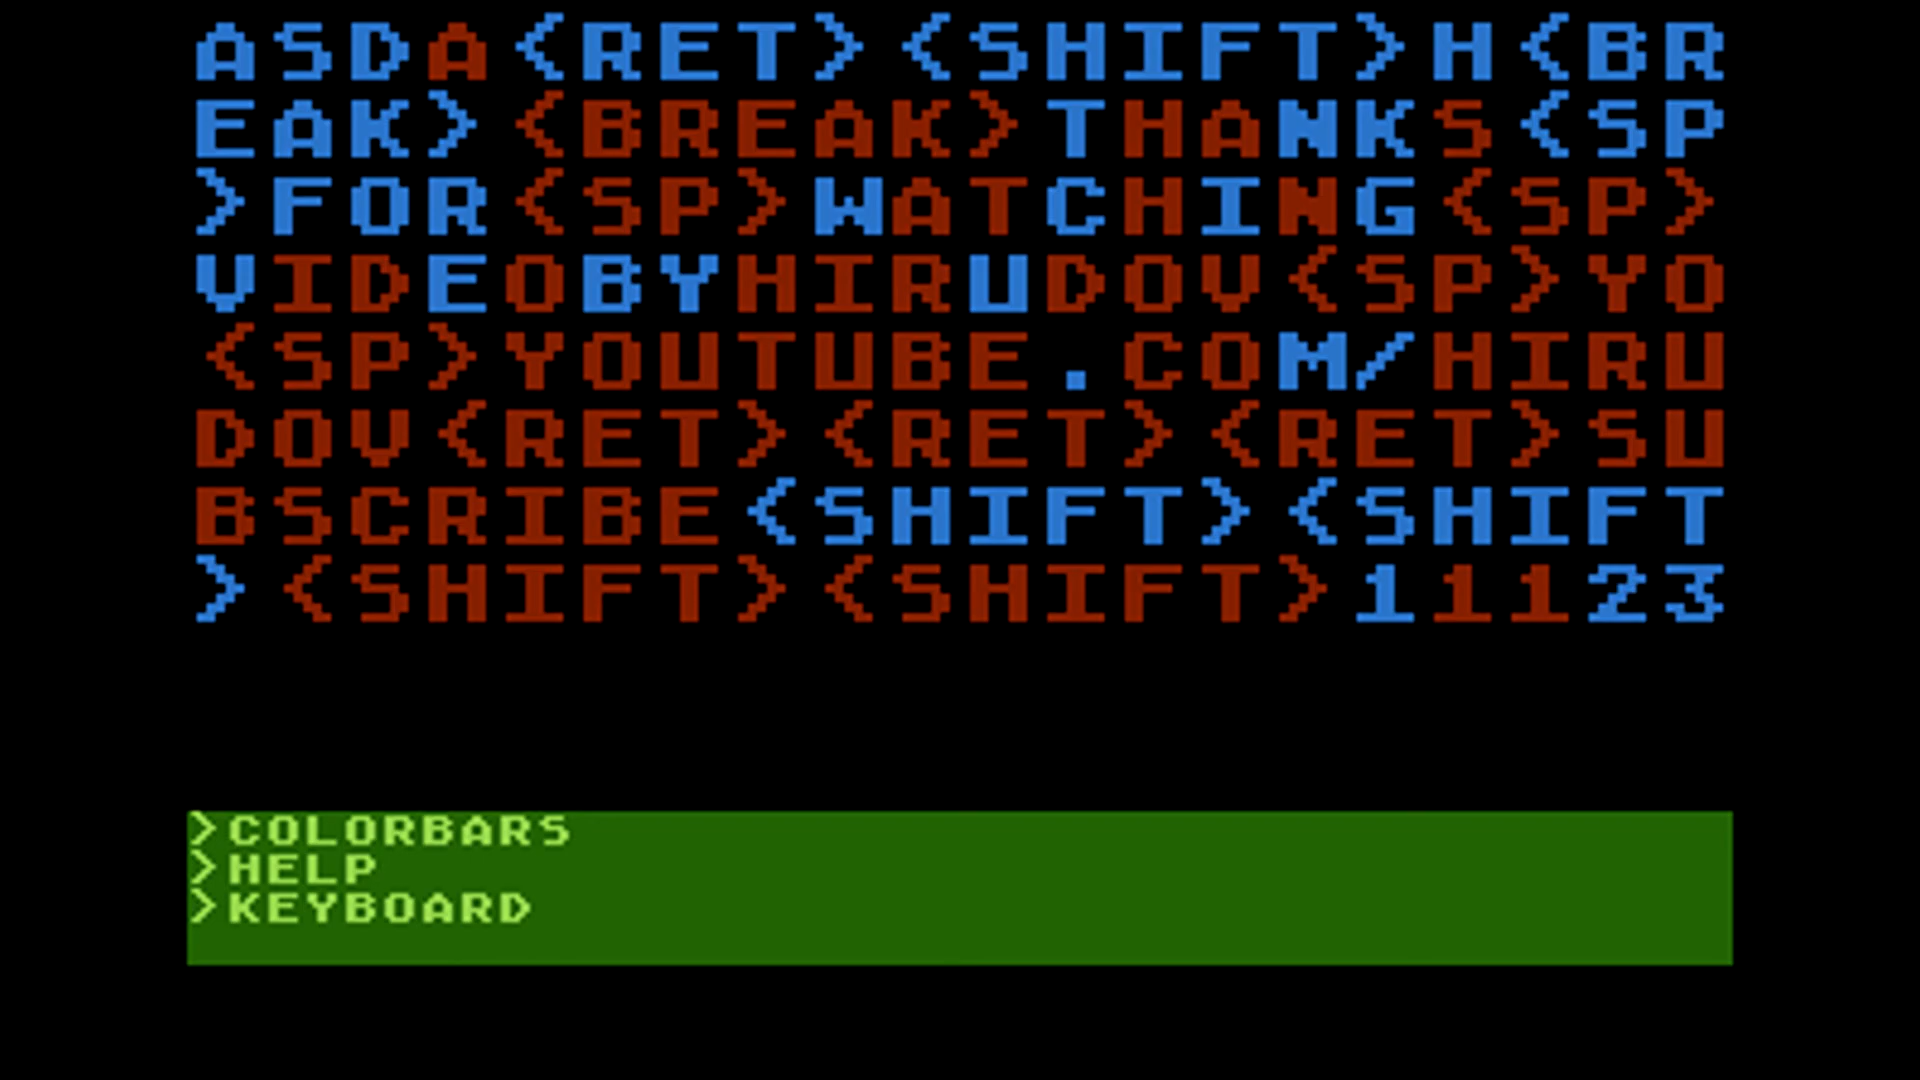 ASDA<RET><SHIFT>H<BR
EAK><BREAK>THANKS<SP
>FOR<SP>WATCHING<SP>
VIDEOBYHIRUDOV<SP>YO
<SP>YOUTUBE.COM/HIRU
DOV<RET><RET><RET>SU
BSCRIBE<SHIFT><SHIFT
><SHIFT><SHIFT>11123
>COLORBARS
>HELP
>KEYBOARD